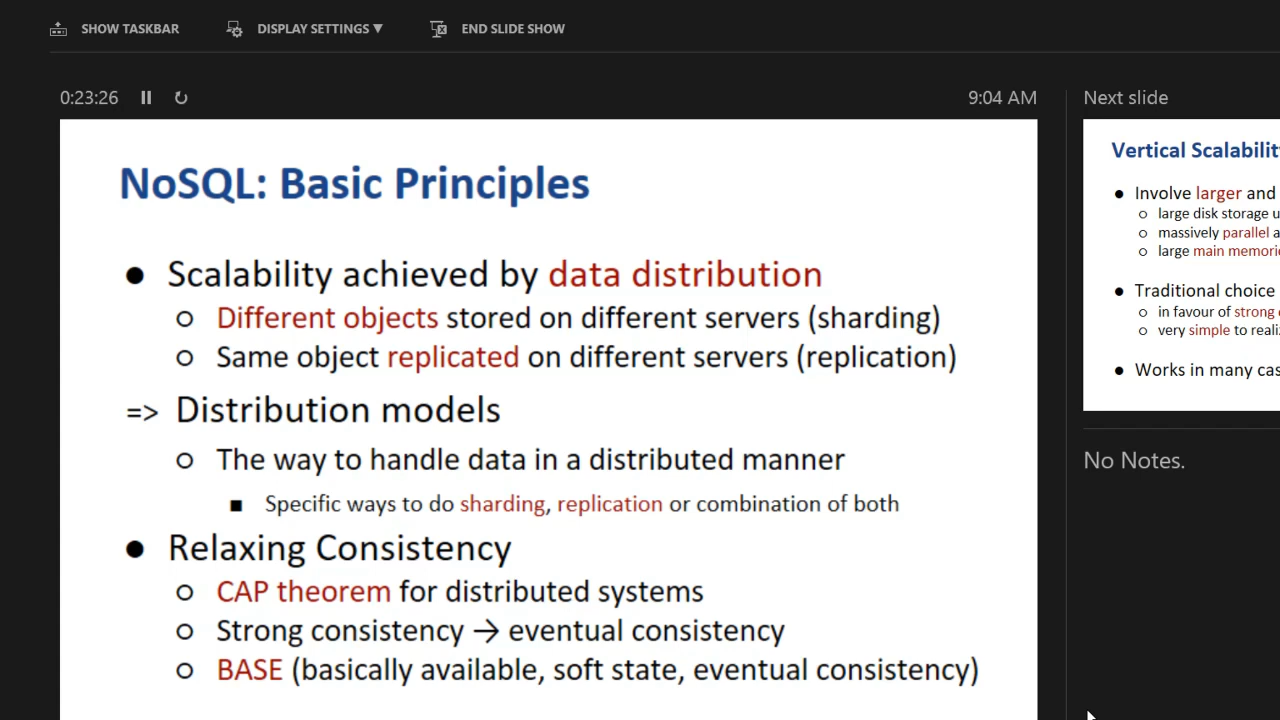 SHOW TASKBAR DISPLAY SETTINGS ▼ END SLIDE SHOW
0:23:26 9:04 AM
NoSQL: Basic Principles
● Scalability achieved by data distribution
○ Different objects stored on different servers (sharding)
○ Same object replicated on different servers (replication)
=> Distribution models
○ The way to handle data in a distributed manner
■ Specific ways to do sharding, replication or combination of both
● Relaxing Consistency
○ CAP theorem for distributed systems
○ Strong consistency → eventual consistency
○ BASE (basically available, soft state, eventual consistency)
Next slide
Vertical
● Involve larger and
○ large disk storage
○ massively parallel
○ large main
● Traditional choice
○ in favour of strong
○ very simple to
● Works in many
No Notes.